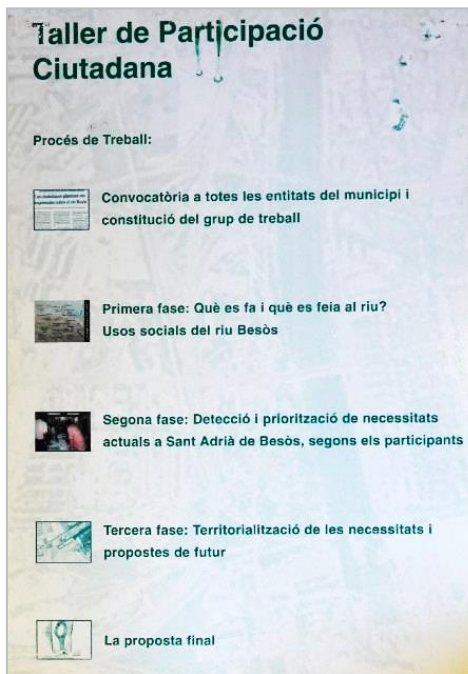 Taller de Participació
Ciutadana
Procés de Treball:
Convocatòria a totes les entitats del municipi i
constitució del grup de treball
Primera fase: Què es fa i què es feia al riu?
Usos socials del riu Besòs
Segona fase: Detecció i priorització de necessitats
actuals a Sant Adrià de Besòs, segons els participants
Tercera fase: Territorialització de les necessitats i
propostes de futur
La proposta final